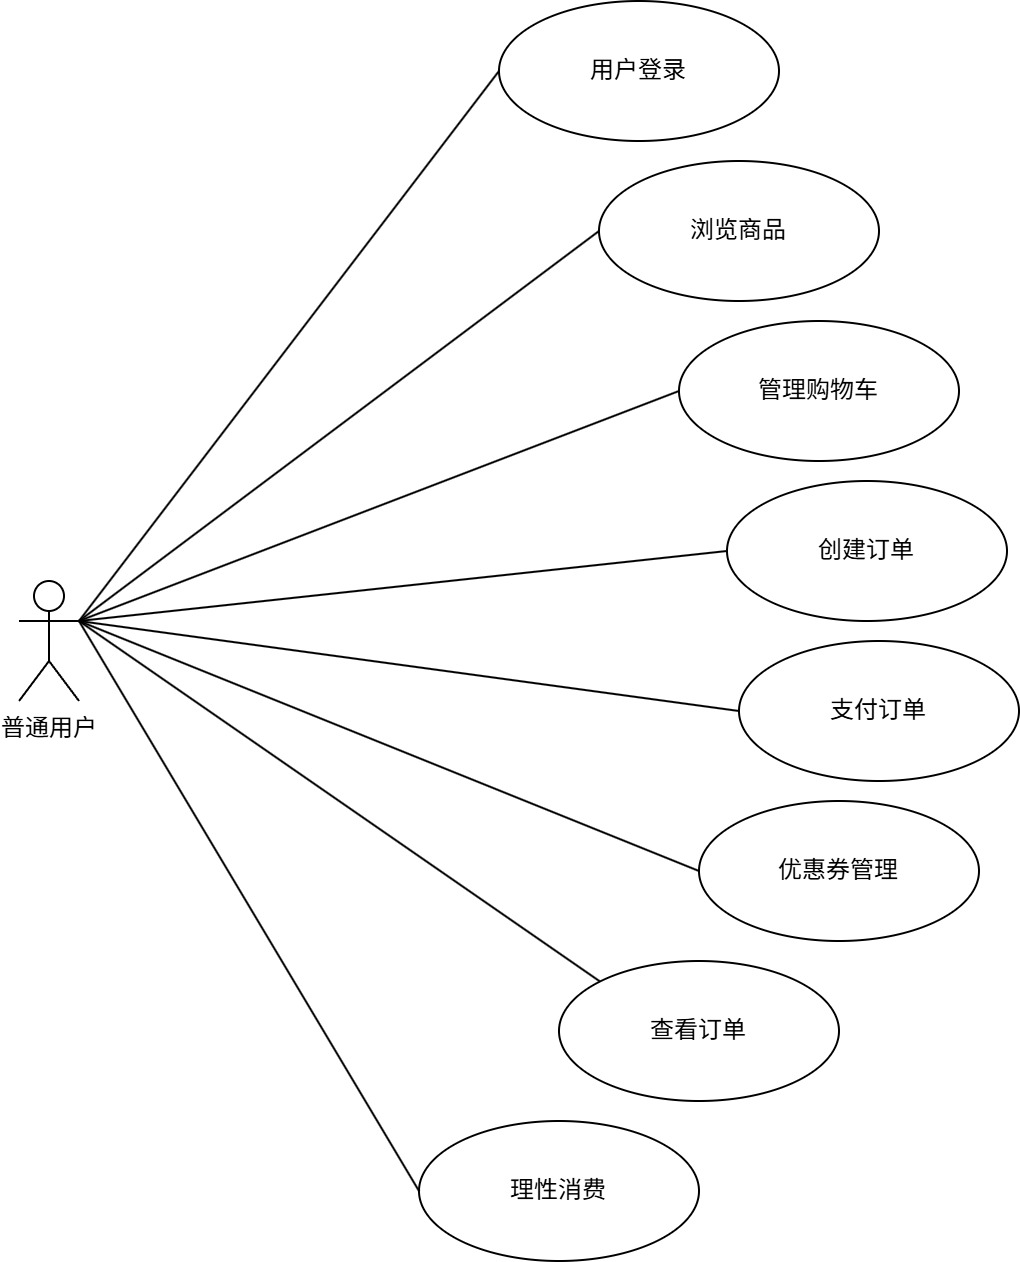 用户登录
浏览商品
管理购物车
创建订单
支付订单
普通用户
优惠券管理
查看订单
理性消费